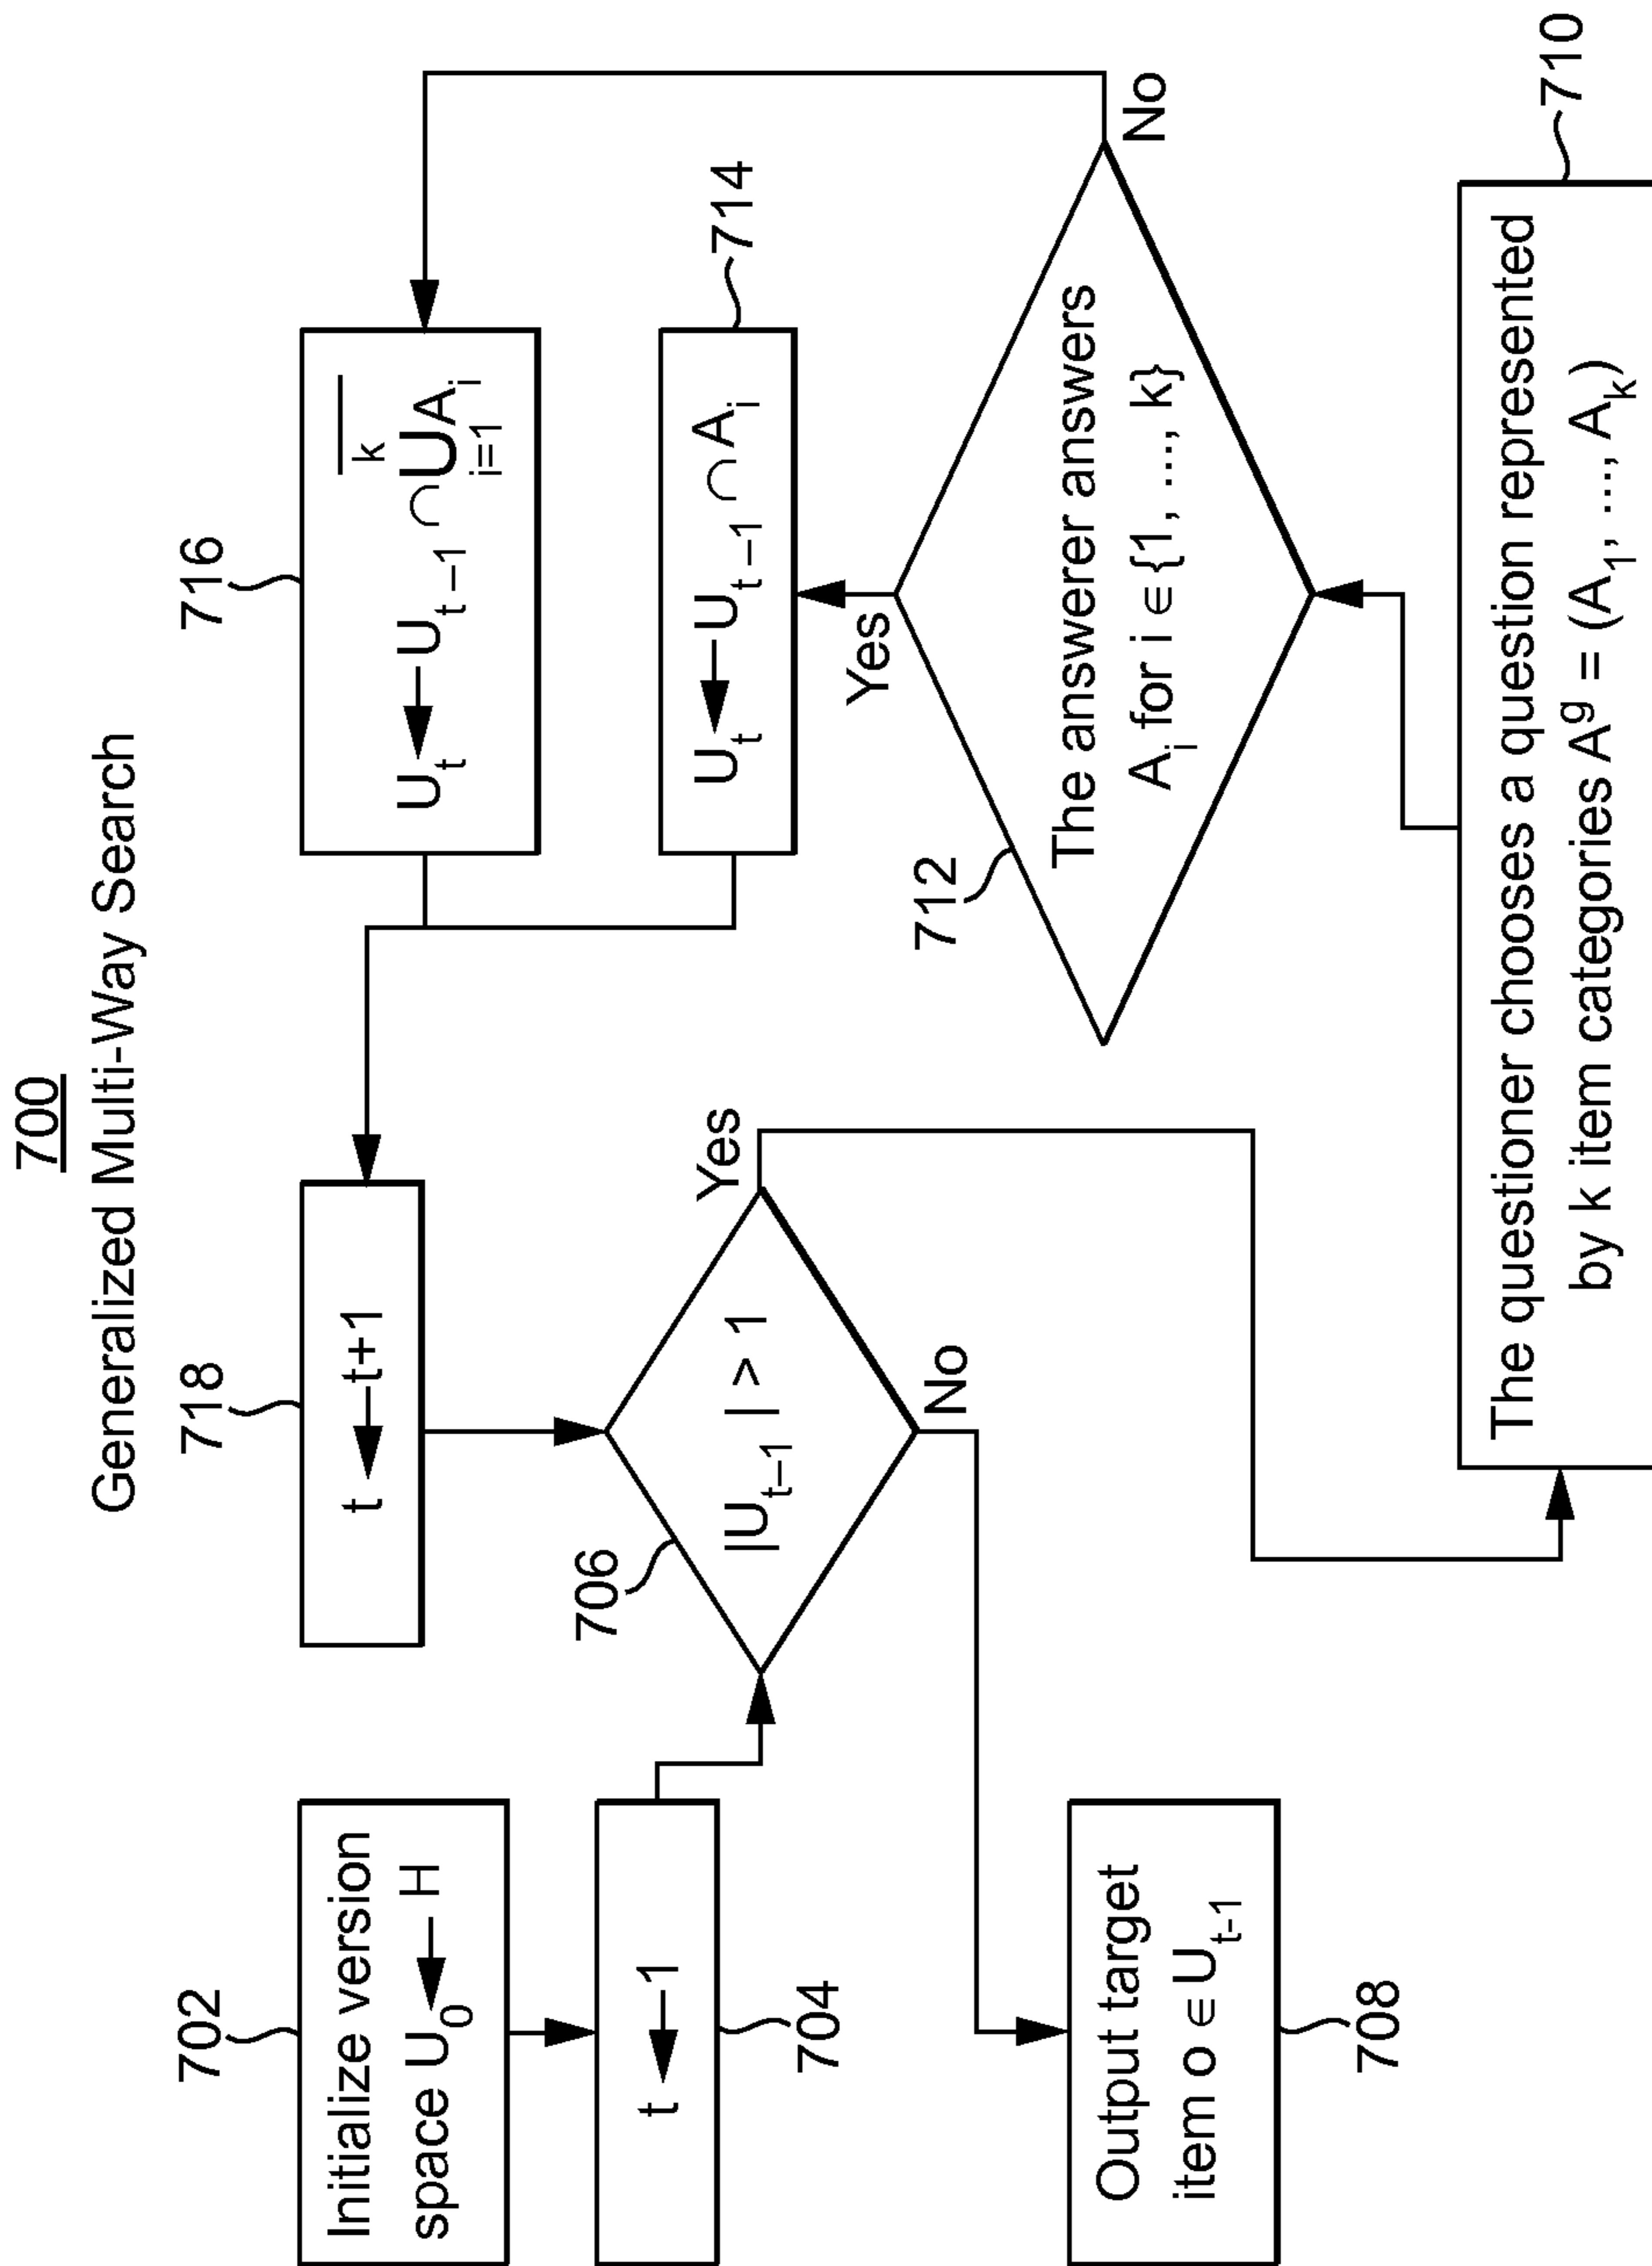 700
Generalized Multi-Way Search
702
Initialize version
space U₀ ← H
t ← 1
704
706
|Uₜ₋₁| > 1
Yes
No
Output target
item o ∈ Uₜ₋₁
708
The questioner chooses a question represented
by k item categories Aᵍ = (A₁, ..., Aₖ)
710
712
The answerer answers
Aᵢ for i ∈ {1, ..., k}
Yes
No
714
Uₜ ← Uₜ₋₁ ∩ Aᵢ
716
k
Uₜ ← Uₜ₋₁ ∩ U Aᵢ
i=1
718
t ← t+1